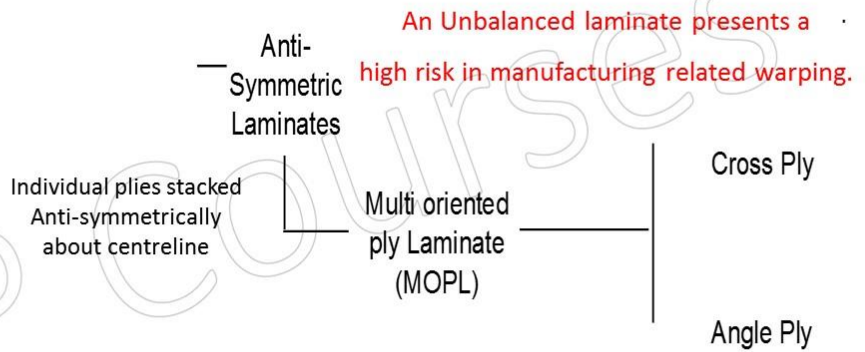 An Unbalanced laminate presents a
high risk in manufacturing related warping.
Anti-
Symmetric
Laminates
Individual plies stacked
Anti-symmetrically
about centreline
Multi oriented
ply Laminate
(MOPL)
Cross Ply
Angle Ply
Courses